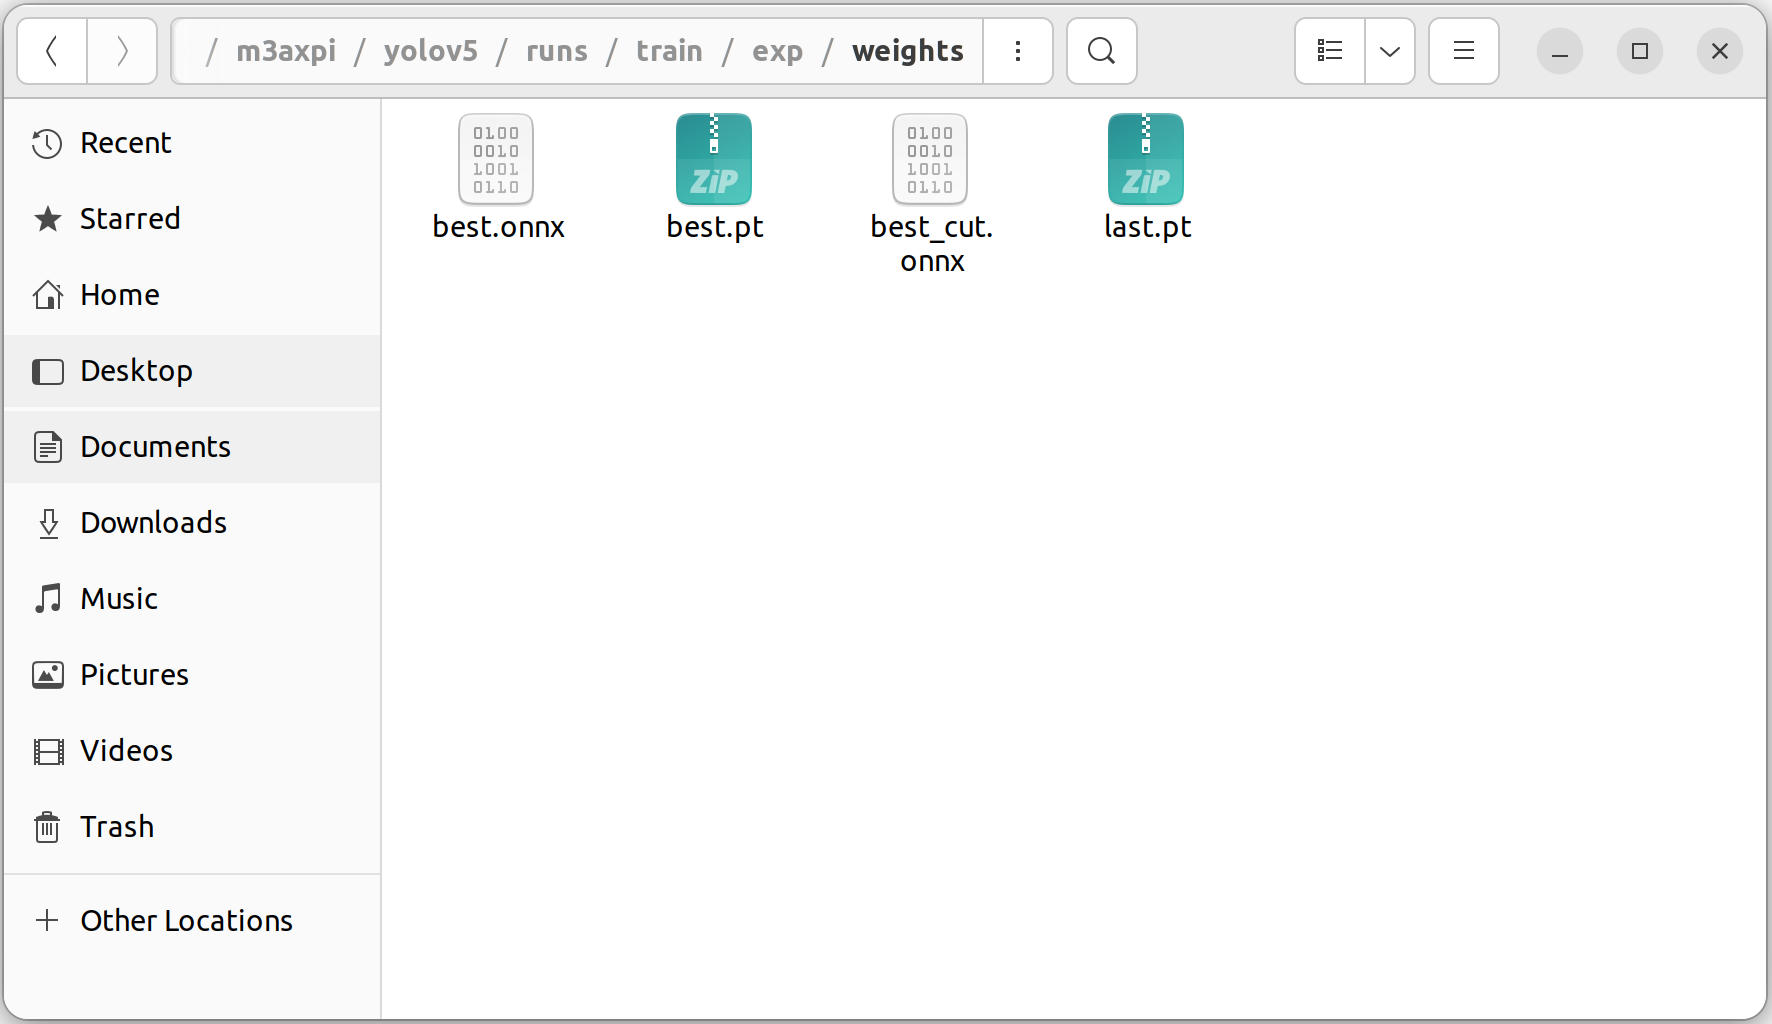 / m3axpi / yolov5 / runs / train / exp / weights
Recent
Starred
Home
Desktop
Documents
Downloads
Music
Pictures
Videos
Trash
Other Locations
0100
0010
1001
0110
best.onnx
ZiP
best.pt
0100
0010
1001
0110
best_cut.
onnx
ZiP
last.pt